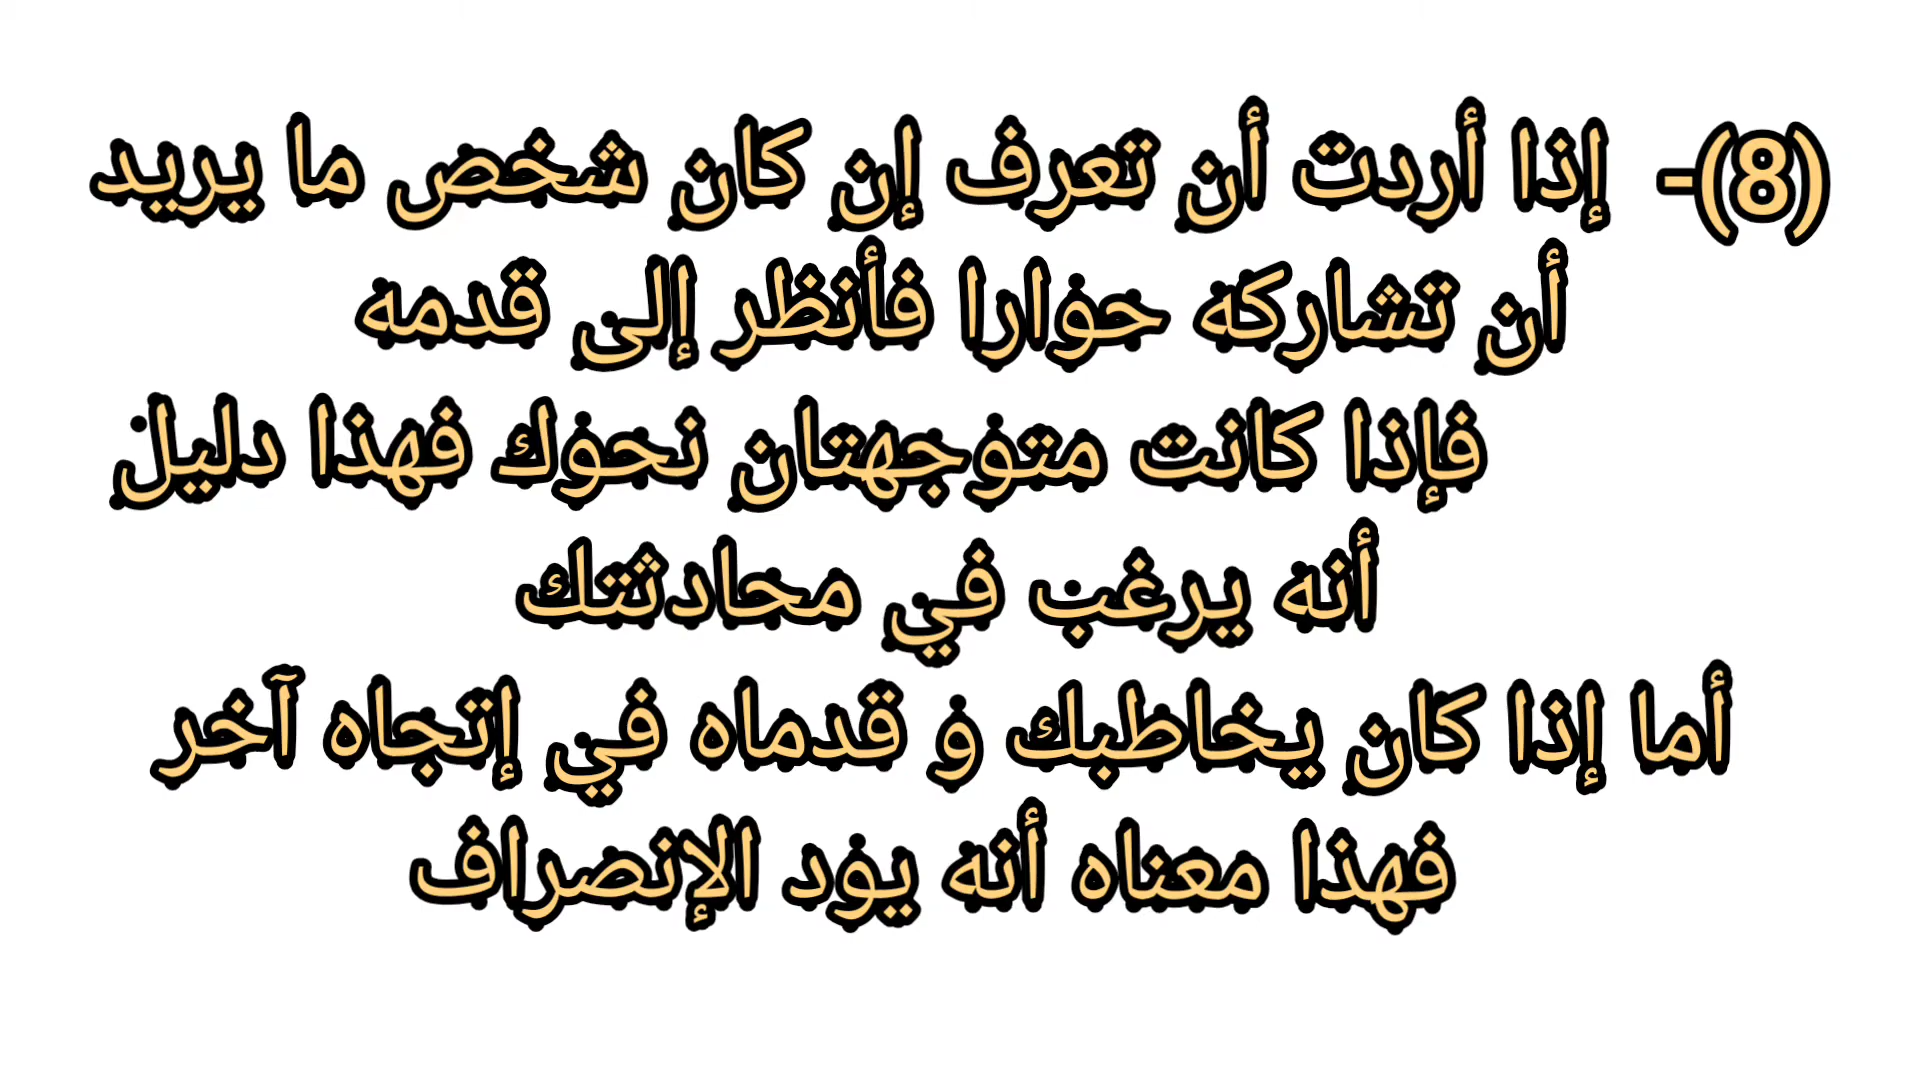 (8)- إذا أردت أن تعرف إن كان شخص ما يريد
أن تشاركه حوارا فأنظر إلى قدمه
فإذا كانت متوجهتان نحوك فهذا دليل
أنه يرغب في محادثتك
أما إذا كان يخاطبك و قدماه في إتجاه آخر
فهذا معناه أنه يود الإنصراف